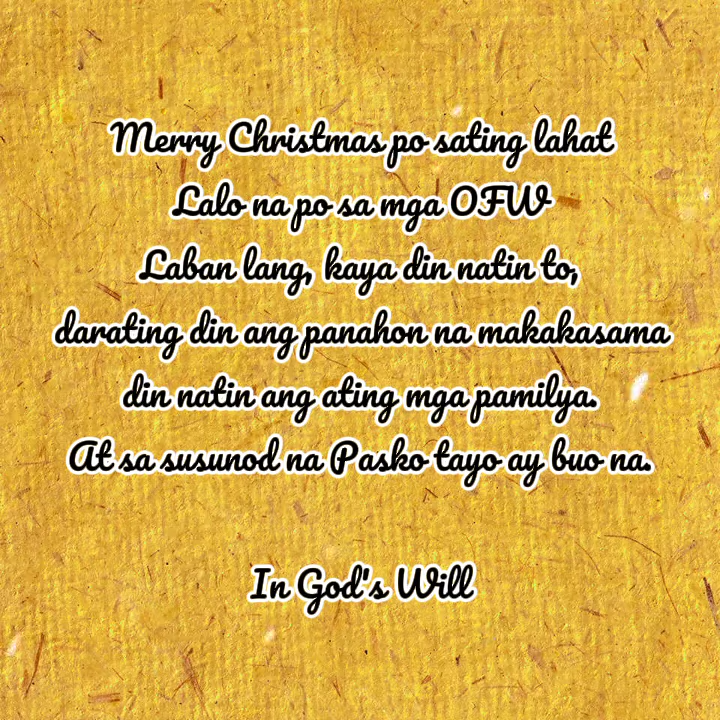 Merry Christmas po sating lahat
Lalo na po sa mga OFW
Laban lang, kaya din natin to,
darating din ang panahon na makakasama
din natin ang ating mga pamilya.
At sa susunod na Pasko tayo ay buo na.
In God's Will